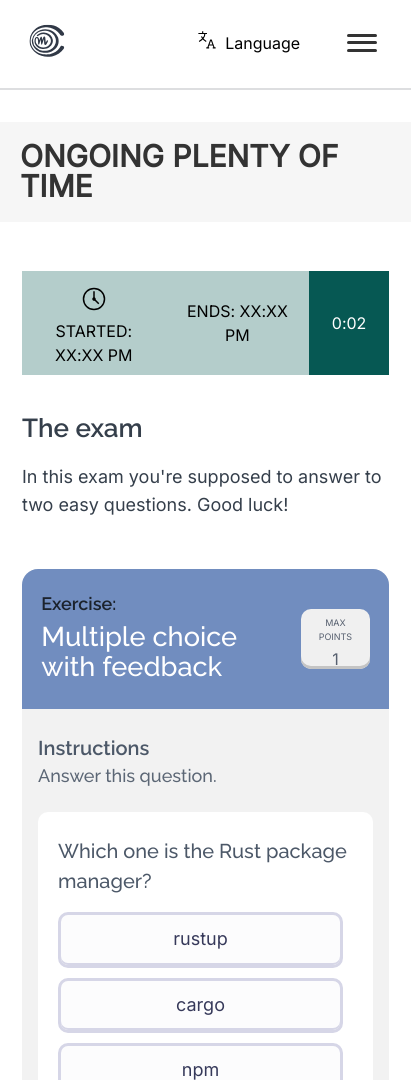 Language
ONGOING PLENTY OF
TIME
STARTED:
XX:XX PM
ENDS: XX:XX
PM
0:02
The exam
In this exam you're supposed to answer to
two easy questions. Good luck!
Exercise:
Multiple choice
with feedback
MAX
POINTS
1
Instructions
Answer this question.
Which one is the Rust package
manager?
rustup
cargo
npm